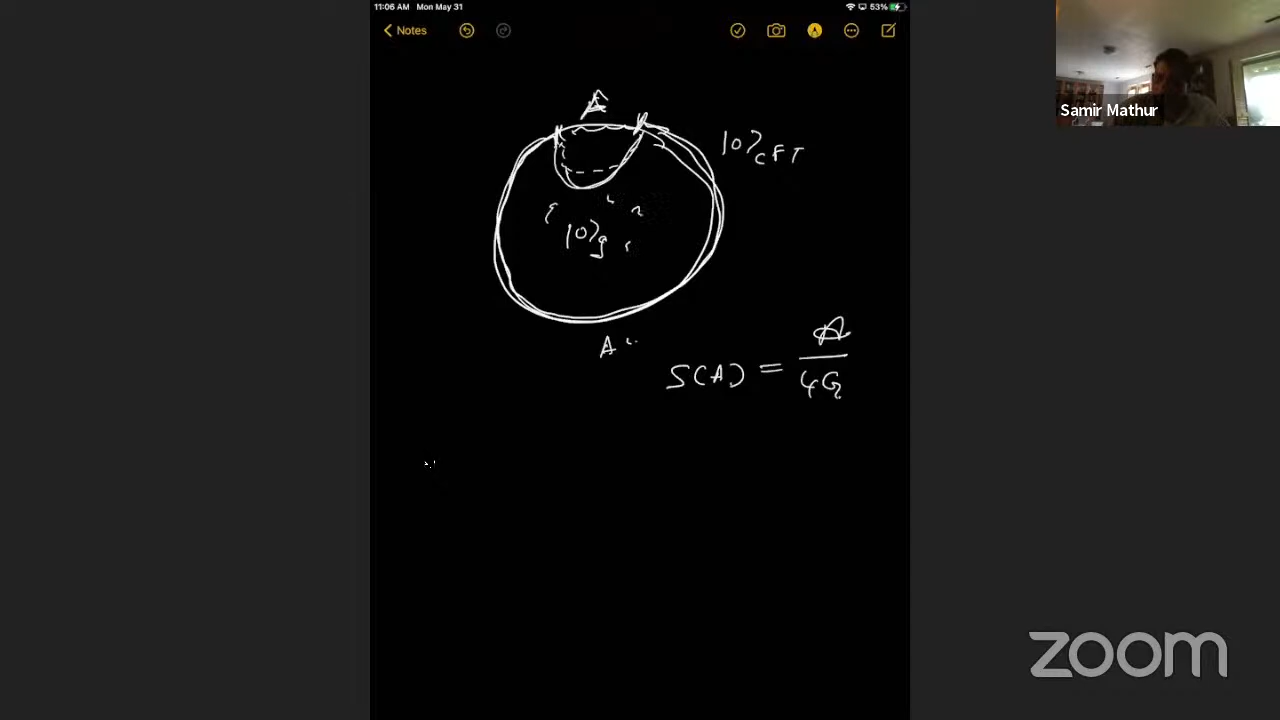 11:06 AM Mon May 31
53%
Notes
Samir Mathur
A
|0⟩CFT
|0⟩g
A
S(A) = A / 4G
zoom